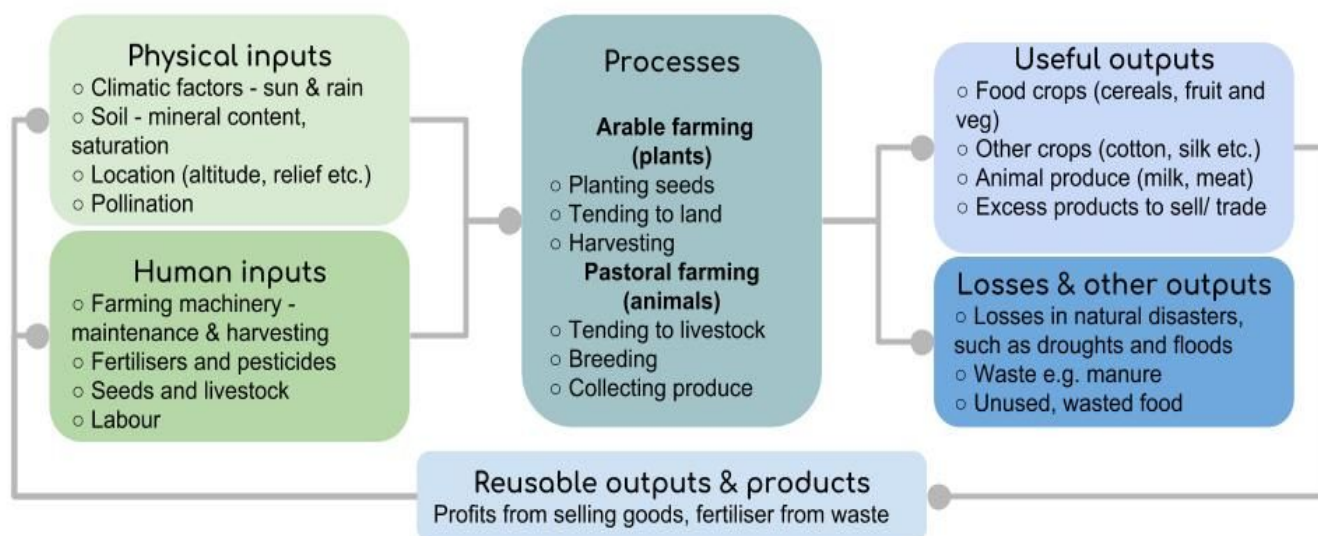 Physical inputs
○ Climatic factors - sun & rain
○ Soil - mineral content,
saturation
○ Location (altitude, relief etc.)
○ Pollination
Human inputs
○ Farming machinery -
maintenance & harvesting
○ Fertilisers and pesticides
○ Seeds and livestock
○ Labour
Processes
Arable farming
(plants)
○ Planting seeds
○ Tending to land
○ Harvesting
Pastoral farming
(animals)
○ Tending to livestock
○ Breeding
○ Collecting produce
Useful outputs
○ Food crops (cereals, fruit and
veg)
○ Other crops (cotton, silk etc.)
○ Animal produce (milk, meat)
○ Excess products to sell/ trade
Losses & other outputs
○ Losses in natural disasters,
such as droughts and floods
○ Waste e.g. manure
○ Unused, wasted food
Reusable outputs & products
Profits from selling goods, fertiliser from waste